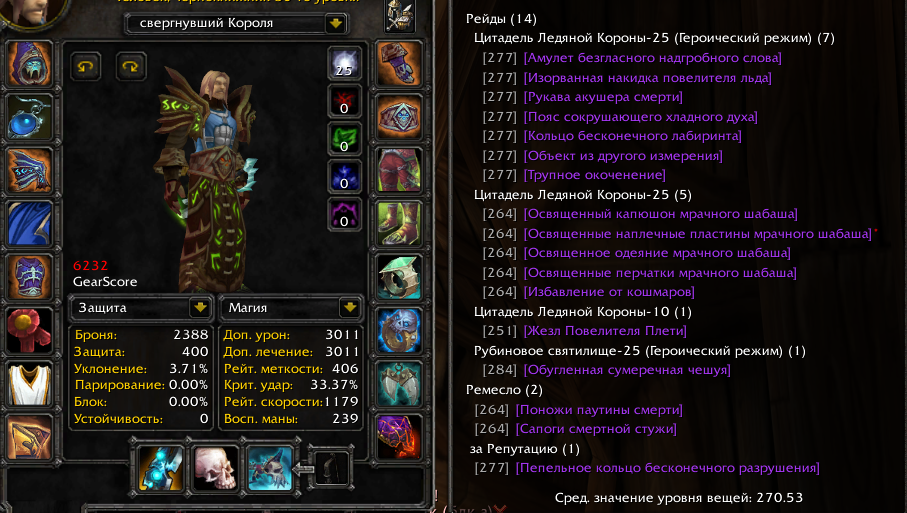 свергнувший Короля
25
0
0
0
0
6232
GearScore
Защита
Магия
Броня: 2388
Защита: 400
Уклонение: 3.71%
Парирование: 0.00%
Блок: 0.00%
Устойчивость: 0
Доп. урон: 3011
Доп. лечение: 3011
Рейт. меткости: 406
Крит. удар: 33.37%
Рейт. скорости: 1179
Восп. маны: 239
Рейды (14)
Цитадель Ледяной Короны-25 (Героический режим) (7)
[277] [Амулет безгласного надгробного слова]
[277] [Изорванная накидка повелителя льда]
[277] [Рукава акушера смерти]
[277] [Пояс сокрушающего хладного духа]
[277] [Кольцо бесконечного лабиринта]
[277] [Объект из другого измерения]
[277] [Трупное окоченение]
Цитадель Ледяной Короны-25 (5)
[264] [Освященный капюшон мрачного шабаша]
[264] [Освященные наплечные пластины мрачного шабаша]*
[264] [Освященное одеяние мрачного шабаша]
[264] [Освященные перчатки мрачного шабаша]
[264] [Избавление от кошмаров]
Цитадель Ледяной Короны-10 (1)
[251] [Жезл Повелителя Плети]
Рубиновое святилище-25 (Героический режим) (1)
[284] [Обугленная сумеречная чешуя]
Ремесло (2)
[264] [Поножи паутины смерти]
[264] [Сапоги смертной стужи]
за Репутацию (1)
[277] [Пепельное кольцо бесконечного разрушения]
Сред. значение уровня вещей: 270.53